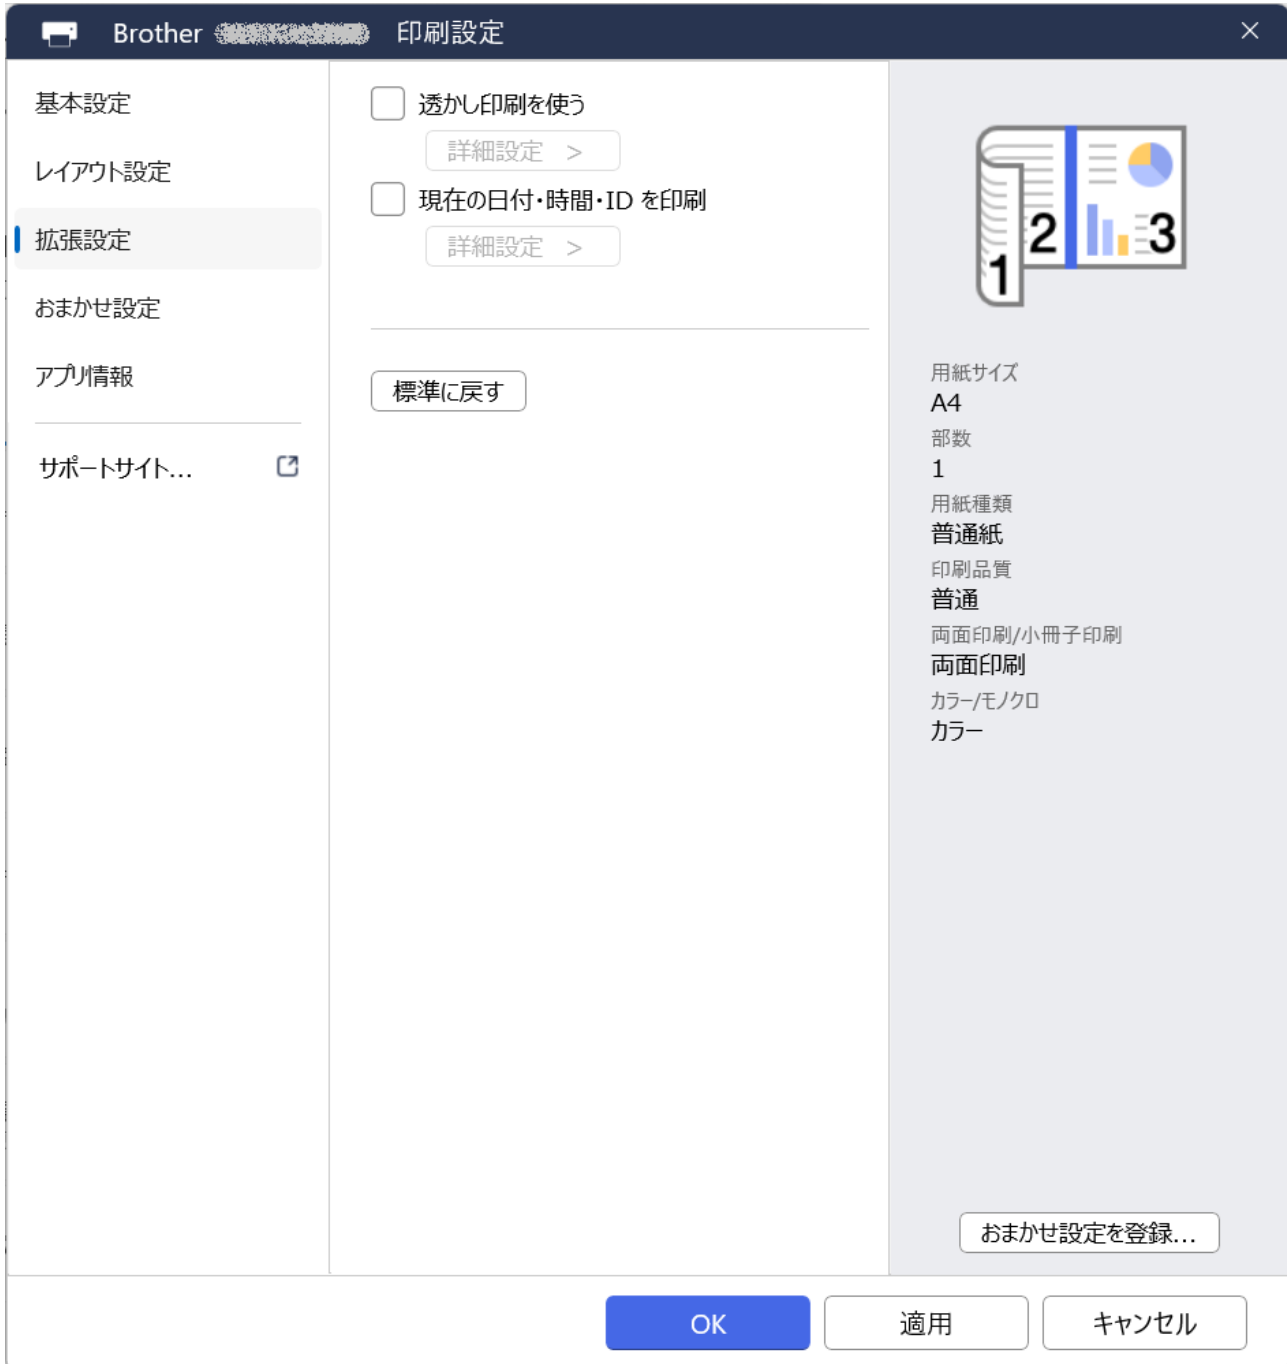 Brother 印刷設定
基本設定
レイアウト設定
拡張設定
おまかせ設定
アプリ情報
サポートサイト...
透かし印刷を使う
詳細設定 >
現在の日付・時間・ID を印刷
詳細設定 >
標準に戻す
1
2
3
用紙サイズ
A4
部数
1
用紙種類
普通紙
印刷品質
普通
両面印刷/小冊子印刷
両面印刷
カラー/モノクロ
カラー
おまかせ設定を登録...
OK
適用
キャンセル